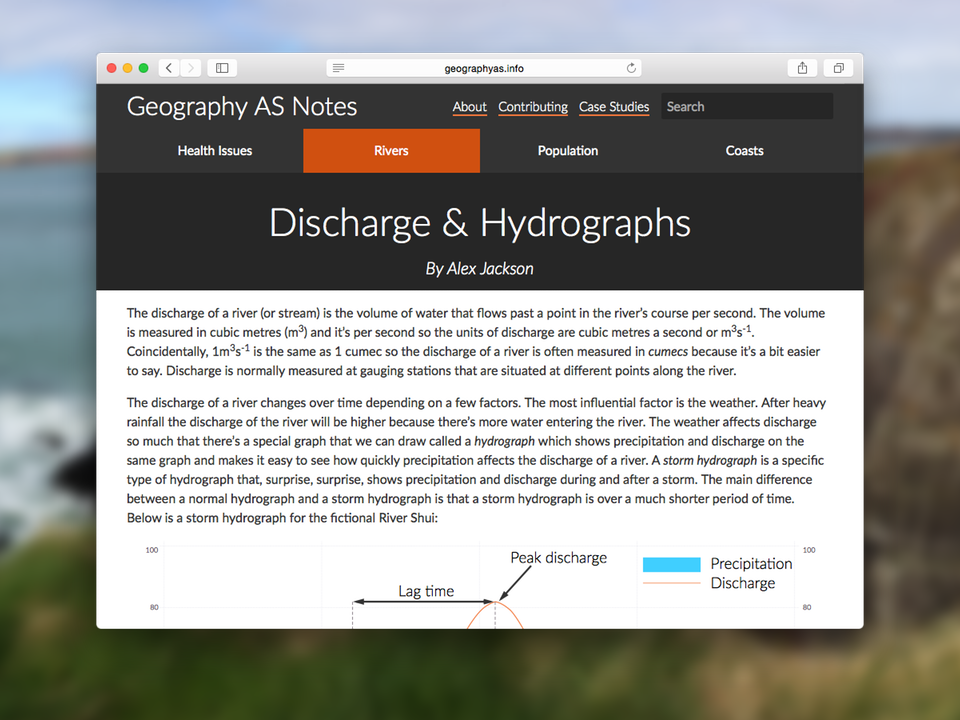 geographyas.info
Geography AS Notes
About Contributing Case Studies Search
Health Issues Rivers Population Coasts
Discharge & Hydrographs
By Alex Jackson
The discharge of a river (or stream) is the volume of water that flows past a point in the river's course per second. The volume
is measured in cubic metres (m³) and it's per second so the units of discharge are cubic metres a second or m³s⁻¹.
Coincidentally, 1m³s⁻¹ is the same as 1 cumec so the discharge of a river is often measured in cumecs because it's a bit easier
to say. Discharge is normally measured at gauging stations that are situated at different points along the river.
The discharge of a river changes over time depending on a few factors. The most influential factor is the weather. After heavy
rainfall the discharge of the river will be higher because there's more water entering the river. The weather affects discharge
so much that there's a special graph that we can draw called a hydrograph which shows precipitation and discharge on the
same graph and makes it easy to see how quickly precipitation affects the discharge of a river. A storm hydrograph is a specific
type of hydrograph that, surprise, surprise, shows precipitation and discharge during and after a storm. The main difference
between a normal hydrograph and a storm hydrograph is that a storm hydrograph is over a much shorter period of time.
Below is a storm hydrograph for the fictional River Shui:
100 100
Peak discharge
Precipitation
Discharge
Lag time
80 80